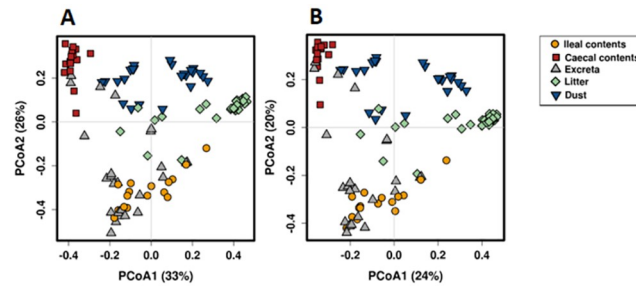 A
B
Ileal contents
Caecal contents
Excreta
Litter
Dust
PCoA2 (26%)
0.2
0.0
-0.2
-0.4
-0.4
-0.2
0.0
0.2
0.4
PCoA1 (33%)
PCoA2 (20%)
0.2
0.0
-0.2
-0.4
-0.4
-0.2
0.0
0.2
0.4
PCoA1 (24%)